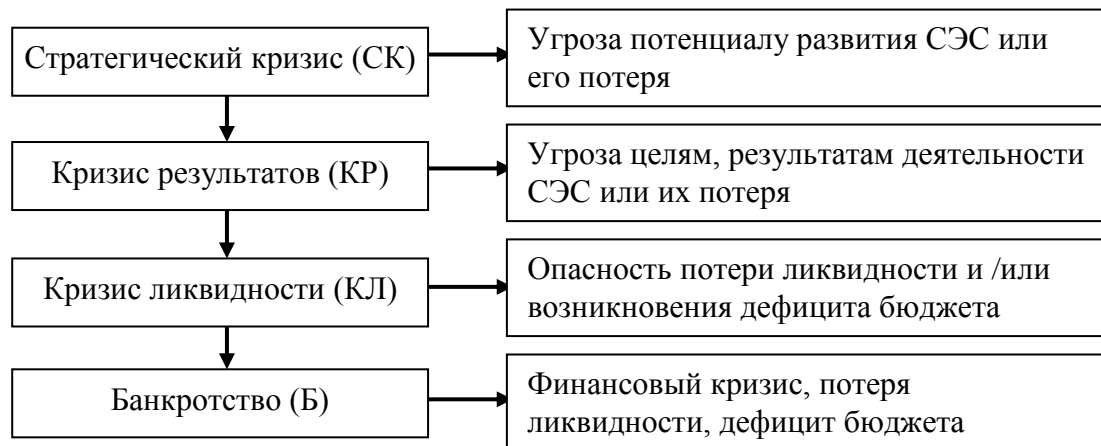 Стратегический кризис (СК)
Угроза потенциалу развития СЭС или
его потеря
Кризис результатов (КР)
Угроза целям, результатам деятельности
СЭС или их потеря
Кризис ликвидности (КЛ)
Опасность потери ликвидности и /или
возникновения дефицита бюджета
Банкротство (Б)
Финансовый кризис, потеря
ликвидности, дефицит бюджета